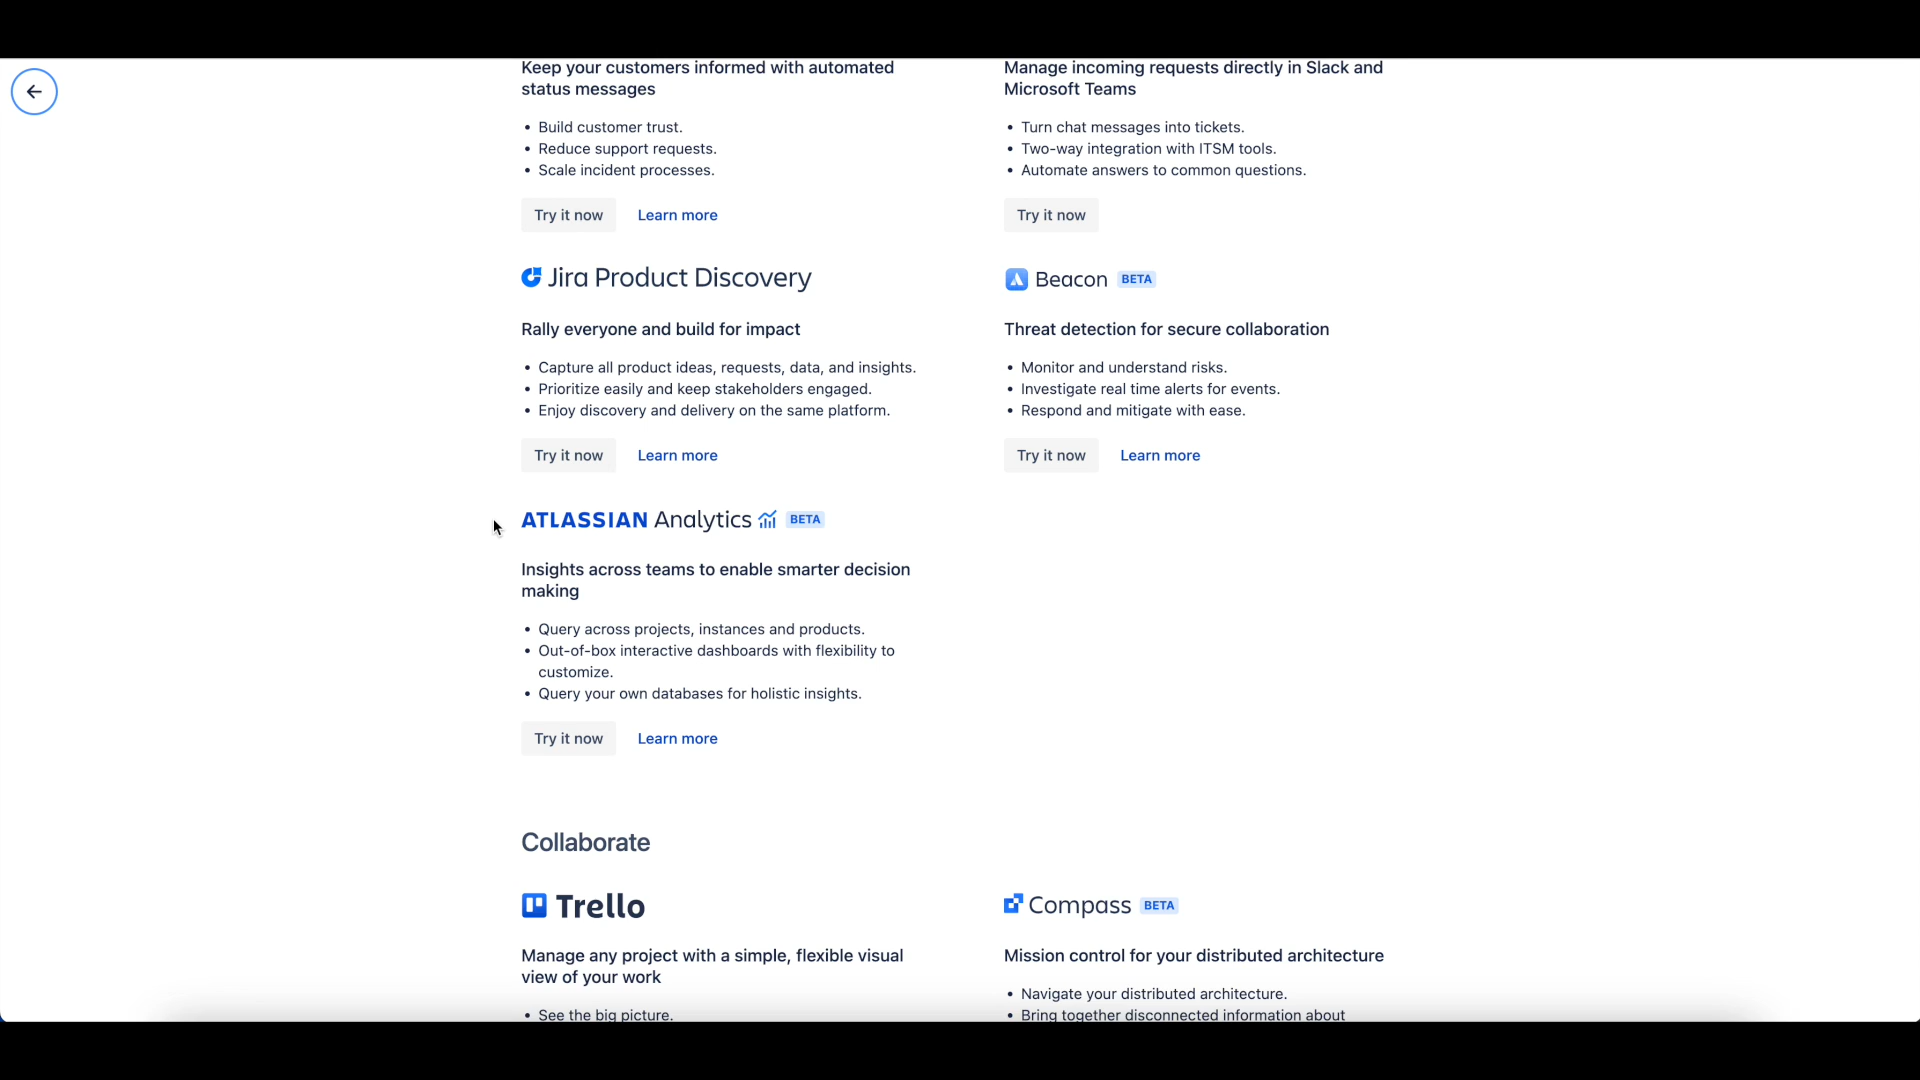 Keep your customers informed with automated
status messages
• Build customer trust.
• Reduce support requests.
• Scale incident processes.
Try it now Learn more
Manage incoming requests directly in Slack and
Microsoft Teams
• Turn chat messages into tickets.
• Two-way integration with ITSM tools.
• Automate answers to common questions.
Try it now
Jira Product Discovery
Rally everyone and build for impact
• Capture all product ideas, requests, data, and insights.
• Prioritize easily and keep stakeholders engaged.
• Enjoy discovery and delivery on the same platform.
Try it now Learn more
Beacon BETA
Threat detection for secure collaboration
• Monitor and understand risks.
• Investigate real time alerts for events.
• Respond and mitigate with ease.
Try it now Learn more
ATLASSIAN Analytics BETA
Insights across teams to enable smarter decision
making
• Query across projects, instances and products.
• Out-of-box interactive dashboards with flexibility to
customize.
• Query your own databases for holistic insights.
Try it now Learn more
Collaborate
Trello
Manage any project with a simple, flexible visual
view of your work
• See the big picture.
Compass BETA
Mission control for your distributed architecture
• Navigate your distributed architecture.
• Bring together disconnected information about